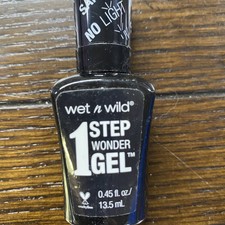 NO LIGHT
wet n wild®
1 STEP
WONDER
GEL™
0.45 fl.oz/
13.5 mL